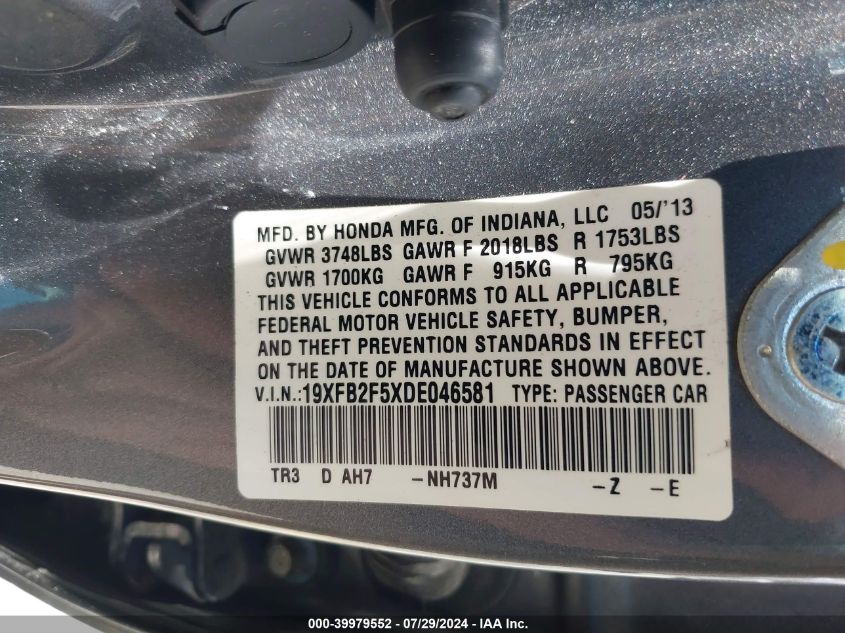 MFD. BY HONDA MFG. OF INDIANA, LLC 05/'13
GVWR 3748LBS GAWR F 2018LBS R 1753LBS
GVWR 1700KG GAWR F 915KG R 795KG
THIS VEHICLE CONFORMS TO ALL APPLICABLE
FEDERAL MOTOR VEHICLE SAFETY, BUMPER,
AND THEFT PREVENTION STANDARDS IN EFFECT
ON THE DATE OF MANUFACTURE SHOWN ABOVE.
V.I.N.:19XFB2F5XDE046581 TYPE: PASSENGER CAR
TR3 D AH7 -NH737M -Z -E
000-39979552 - 07/29/2024 - IAA Inc.